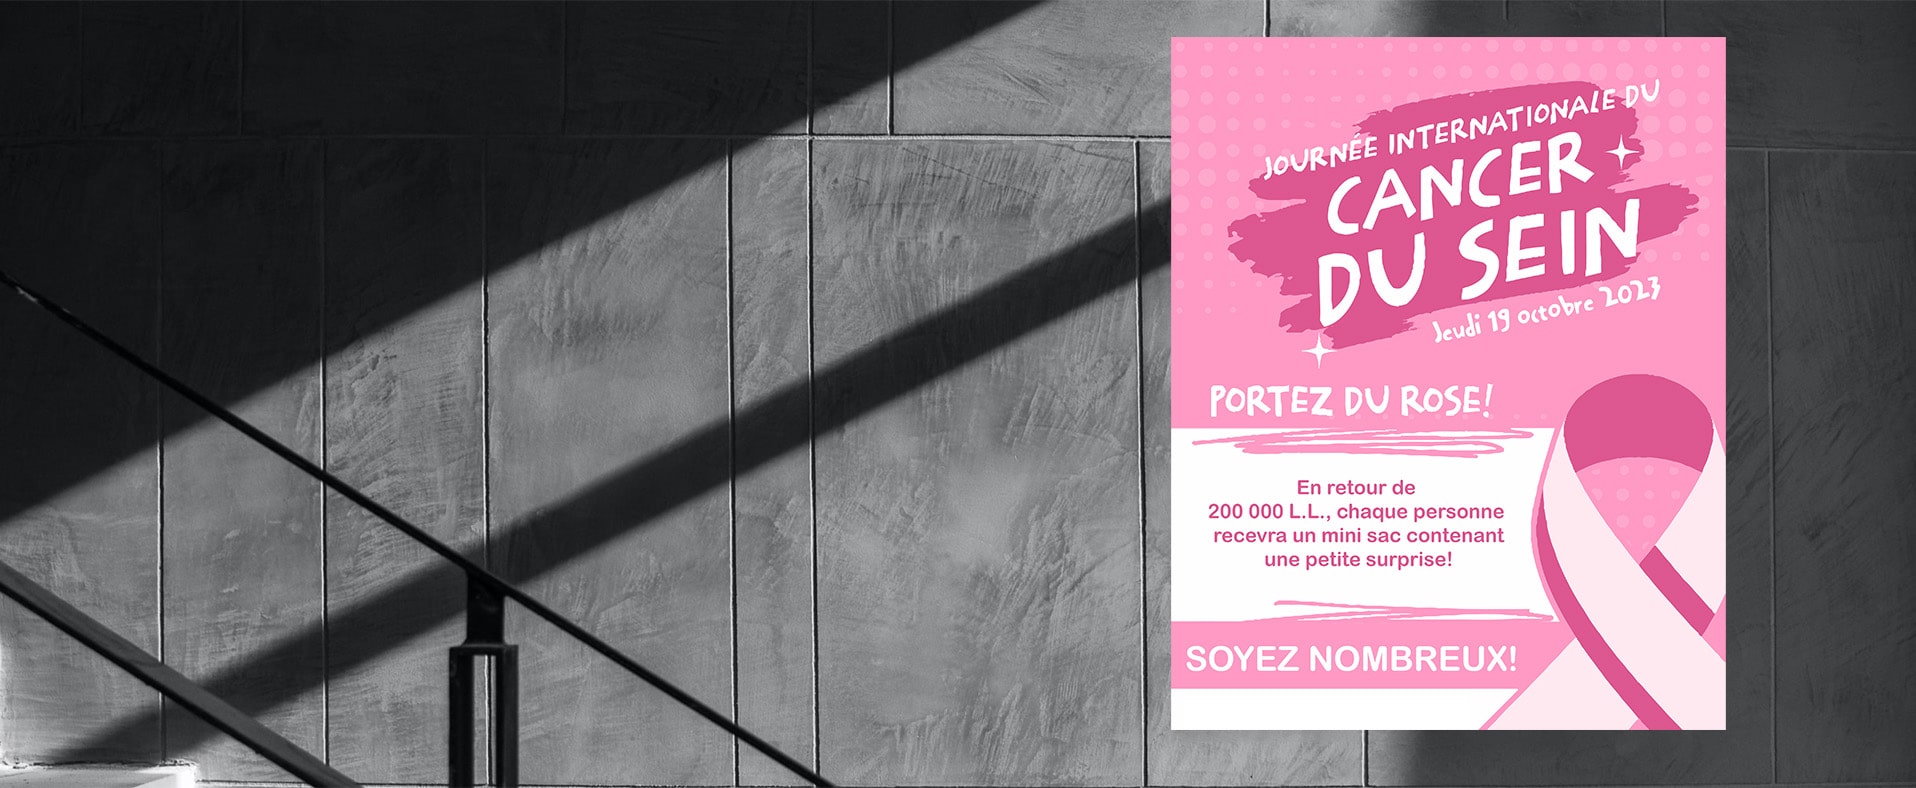 JOURNÉE INTERNATIONALE DU
CANCER
DU SEIN
Jeudi 19 octobre 2023
PORTEZ DU ROSE!
En retour de
200 000 L.L., chaque personne
recevra un mini sac contenant
une petite surprise!
SOYEZ NOMBREUX!